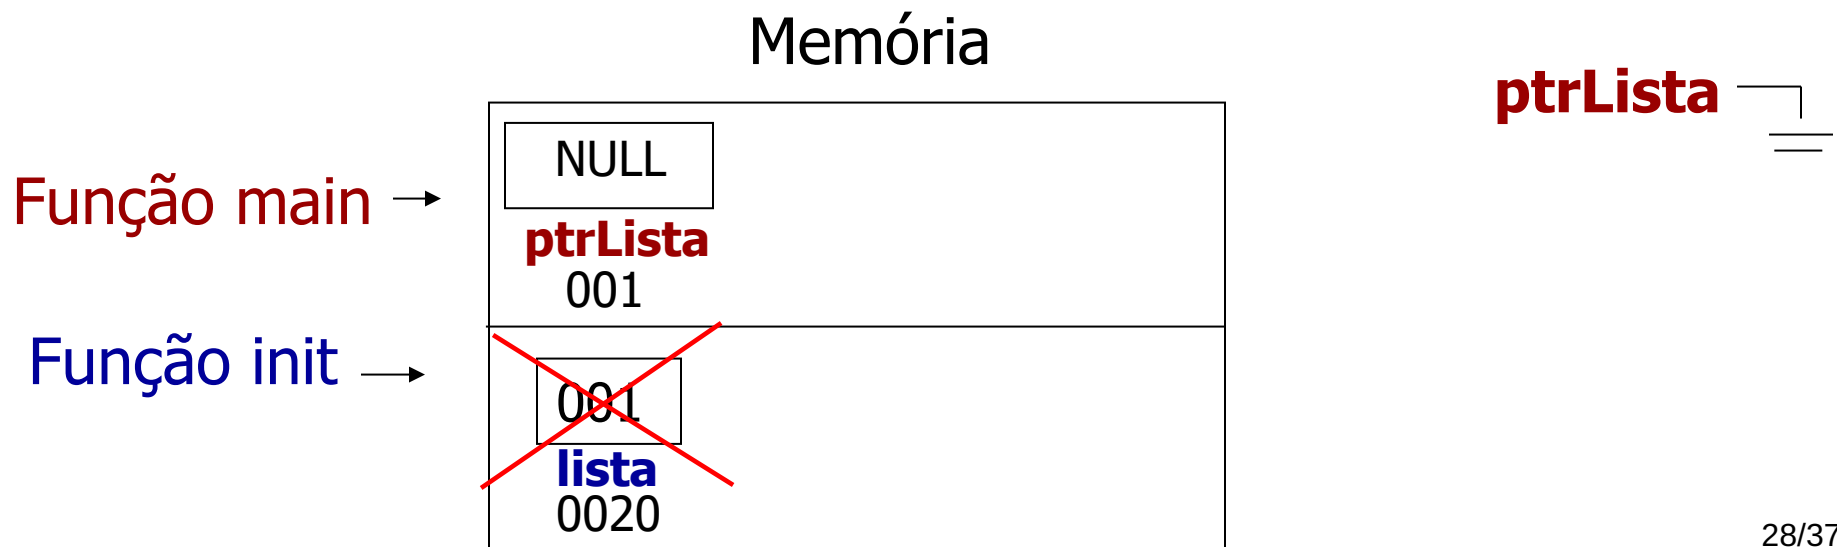 Memória
ptrLista
NULL
Função main
ptrLista
001
Função init
001
lista
0020
28/37